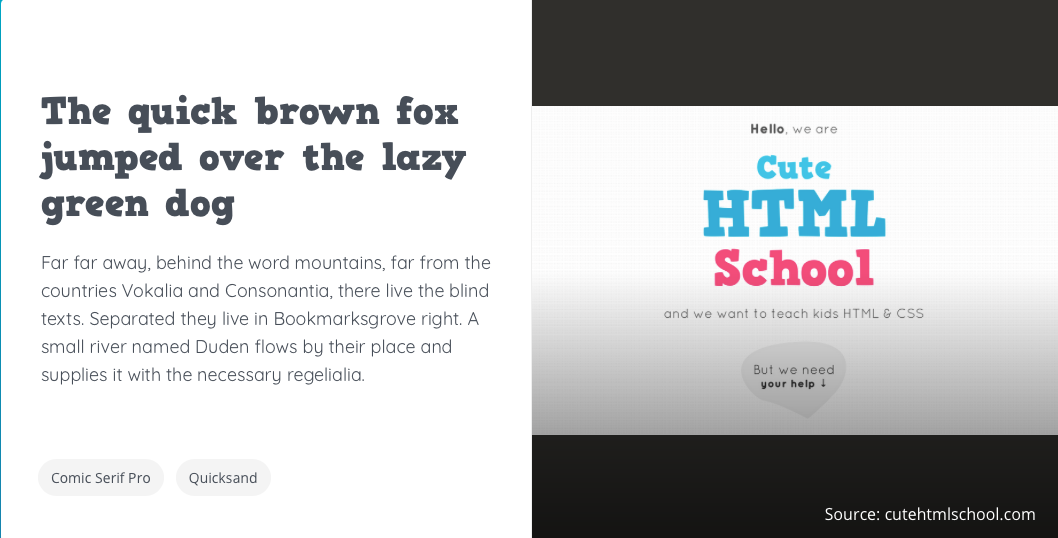 The quick brown fox
jumped over the lazy
green dog
Far far away, behind the word mountains, far from the
countries Vokalia and Consonantia, there live the blind
texts. Separated they live in Bookmarksgrove right. A
small river named Duden flows by their place and
supplies it with the necessary regelialia.
Comic Serif Pro
Quicksand
Hello, we are
Cute
HTML
School
and we want to teach kids HTML & CSS
But we need
your help ↓
Source: cutehtmlschool.com